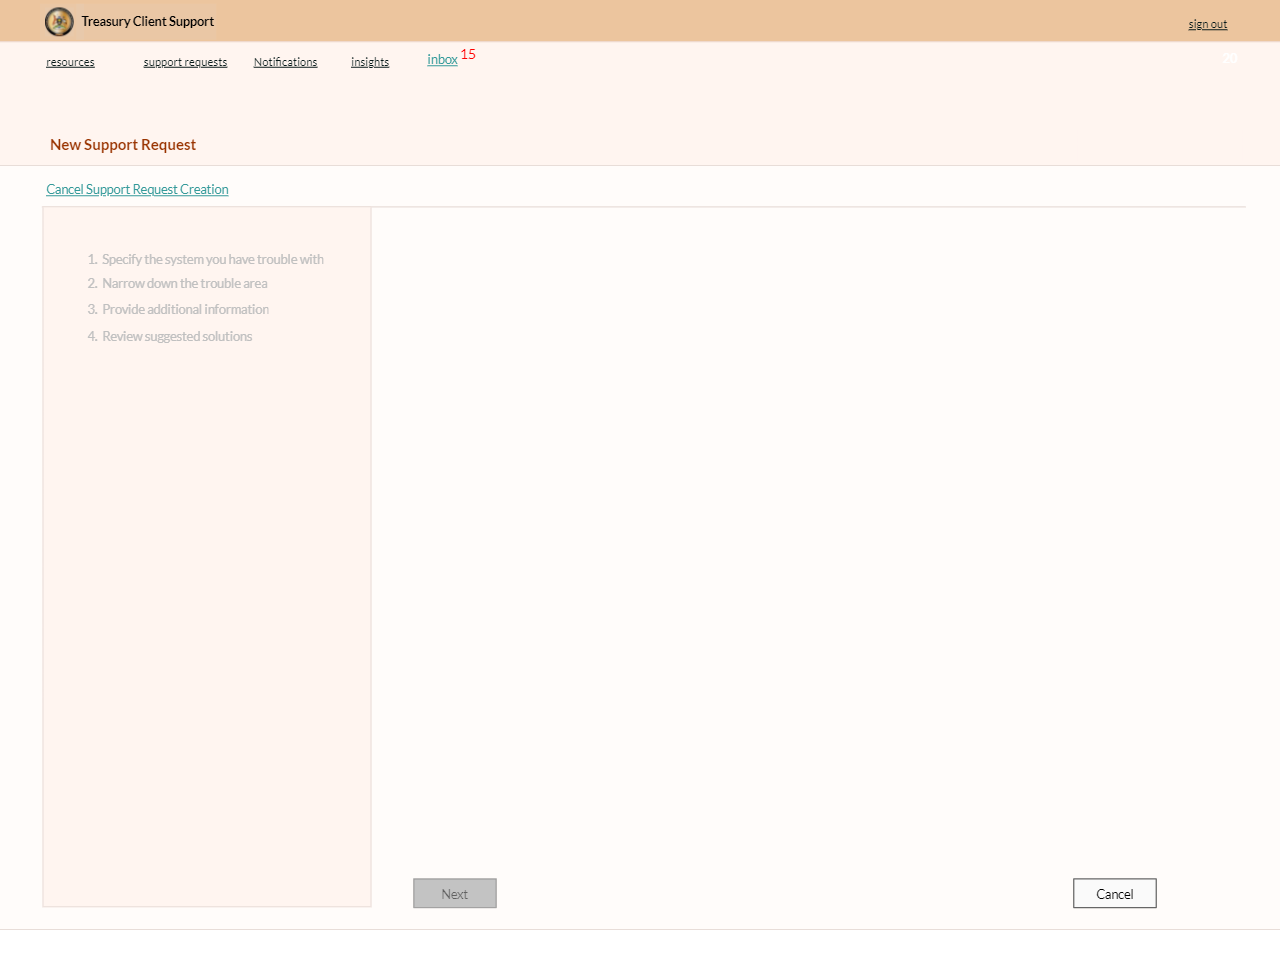 Treasury Client Support
sign out
resources
support requests
Notifications
insights
inbox 15
20
New Support Request
Cancel Support Request Creation
1. Specify the system you have trouble with
2. Narrow down the trouble area
3. Provide additional information
4. Review suggested solutions
Next
Cancel